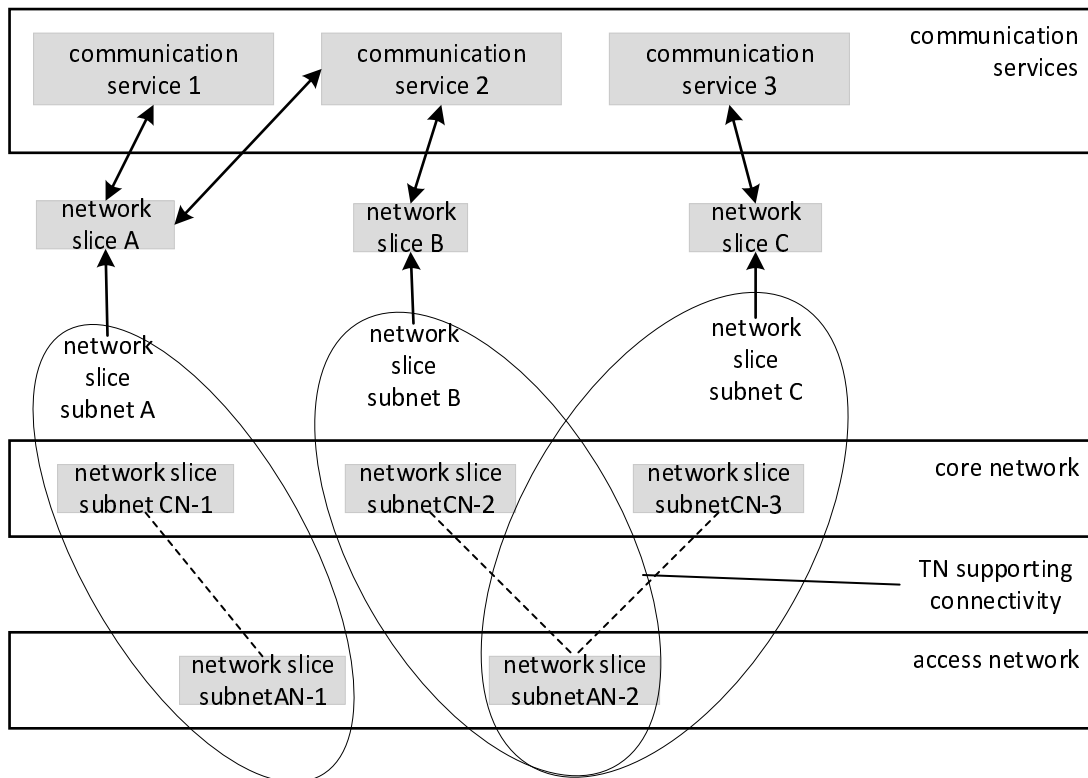 communication
service 1
communication
service 2
communication
service 3
communication
services
network
slice A
network
slice B
network
slice C
network
slice
subnet A
network
slice
subnet B
network
slice
subnet C
network slice
subnet CN-1
network slice
subnetCN-2
network slice
subnetCN-3
core network
TN supporting
connectivity
network slice
subnetAN-1
network slice
subnetAN-2
access network